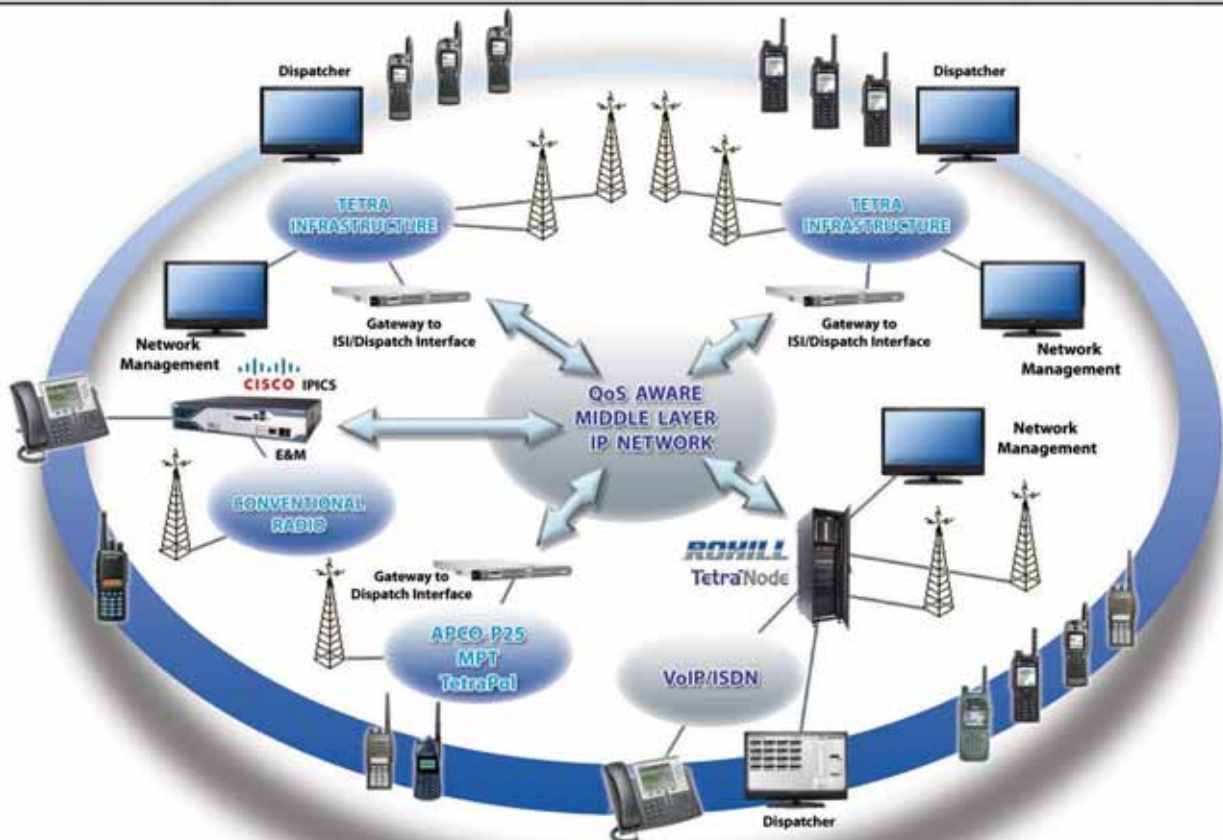 Dispatcher
Dispatcher
TETRA
INFRASTRUCTURE
TETRA
INFRASTRUCTURE
Network
Management
Gateway to
ISI/Dispatch Interface
Gateway to
ISI/Dispatch Interface
Network
Management
CISCO IPICS
E&M
QoS AWARE
MIDDLE LAYER
IP NETWORK
Network
Management
CONVENTIONAL
RADIO
ROHILL
TetraNode
Gateway to
Dispatch Interface
APCO P25
MPT
TetraPol
VoIP/ISDN
Dispatcher